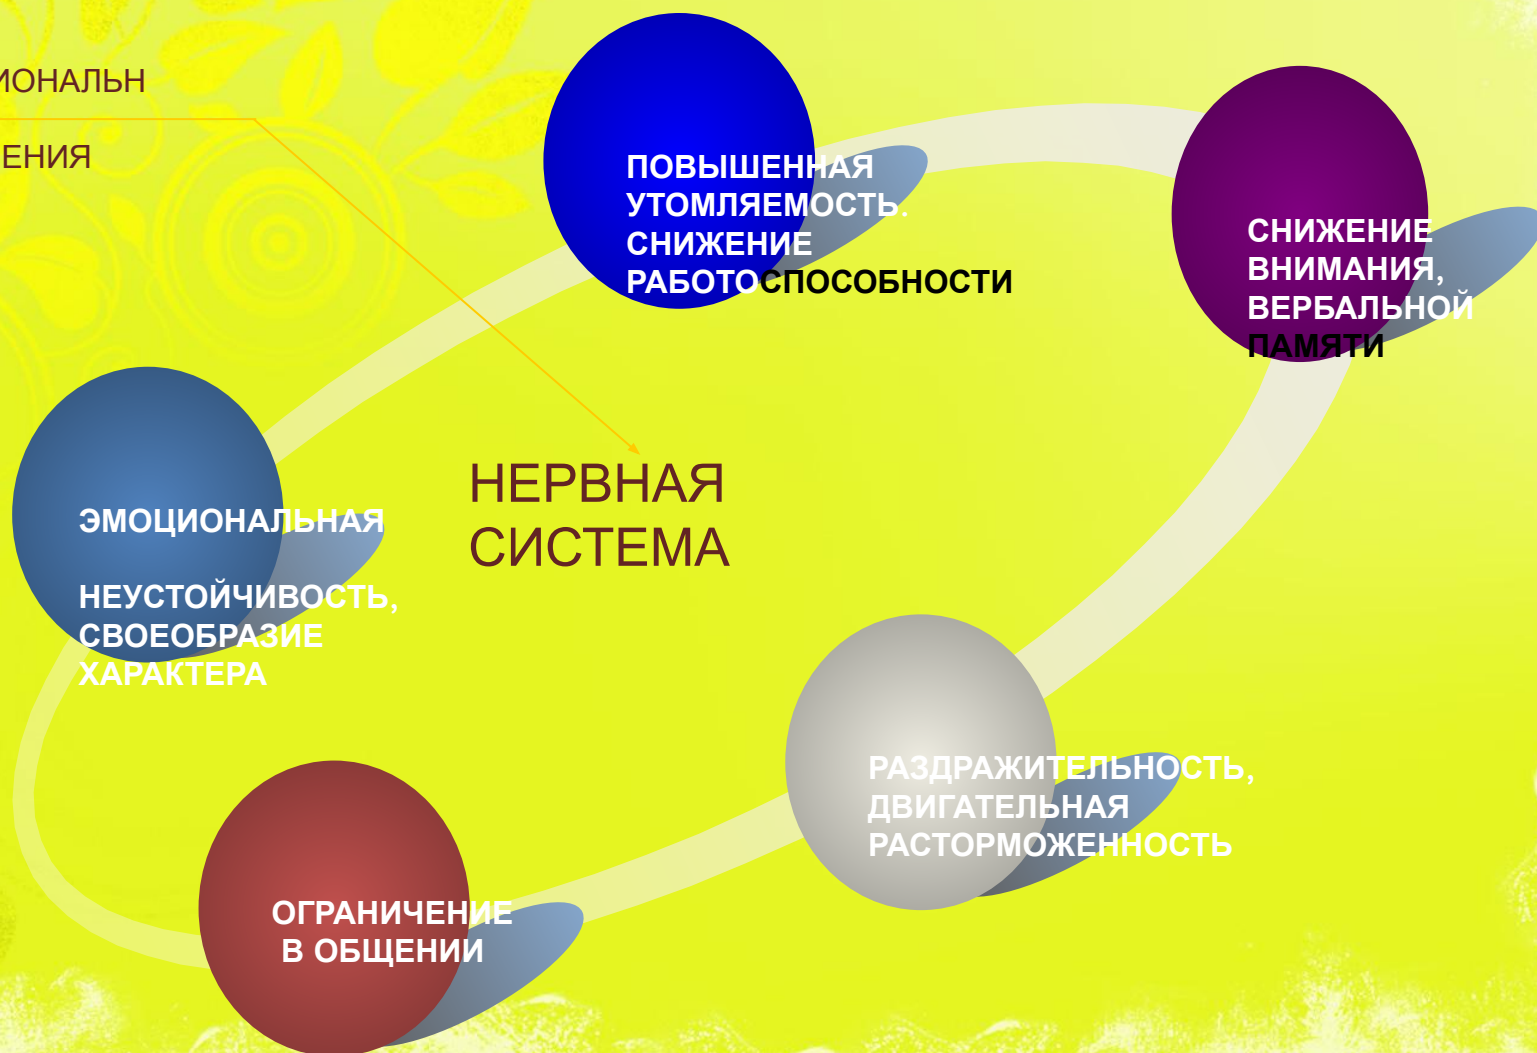 ИОНАЛЬН
ЕНИЯ
ПОВЫШЕННАЯ
УТОМЛЯЕМОСТЬ.
СНИЖЕНИЕ
РАБОТОСПОСОБНОСТИ
СНИЖЕНИЕ
ВНИМАНИЯ,
ВЕРБАЛЬНОЙ
ПАМЯТИ
НЕРВНАЯ
СИСТЕМА
ЭМОЦИОНАЛЬНАЯ
НЕУСТОЙЧИВОСТЬ,
СВОЕОБРАЗИЕ
ХАРАКТЕРА
РАЗДРАЖИТЕЛЬНОСТЬ,
ДВИГАТЕЛЬНАЯ
РАСТОРМОЖЕННОСТЬ
ОГРАНИЧЕНИЕ
В ОБЩЕНИИ